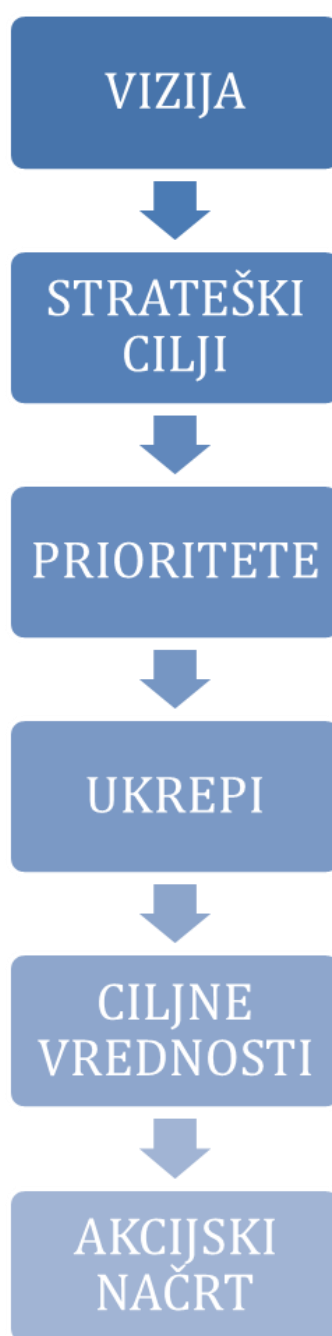 VIZIJA
STRATEŠKI
CILJI
PRIORITETE
UKREPI
CILJNE
VREDNOSTI
AKCIJSKI
NAČRT